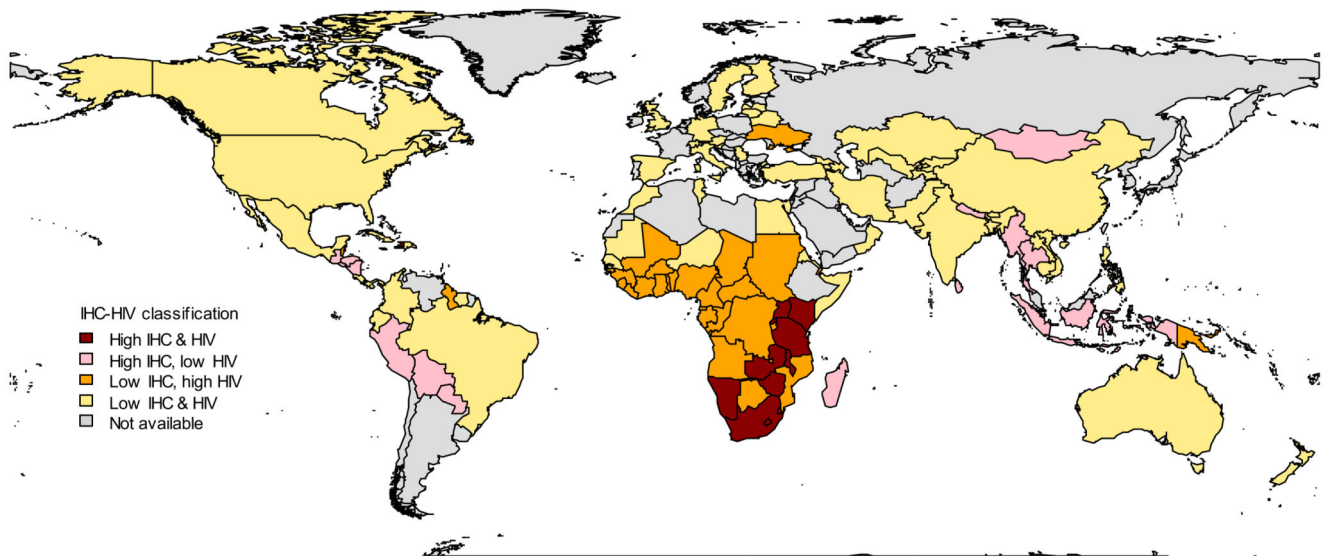 IHC-HIV classification
High IHC & HIV
High IHC, low HIV
Low IHC, high HIV
Low IHC & HIV
Not available